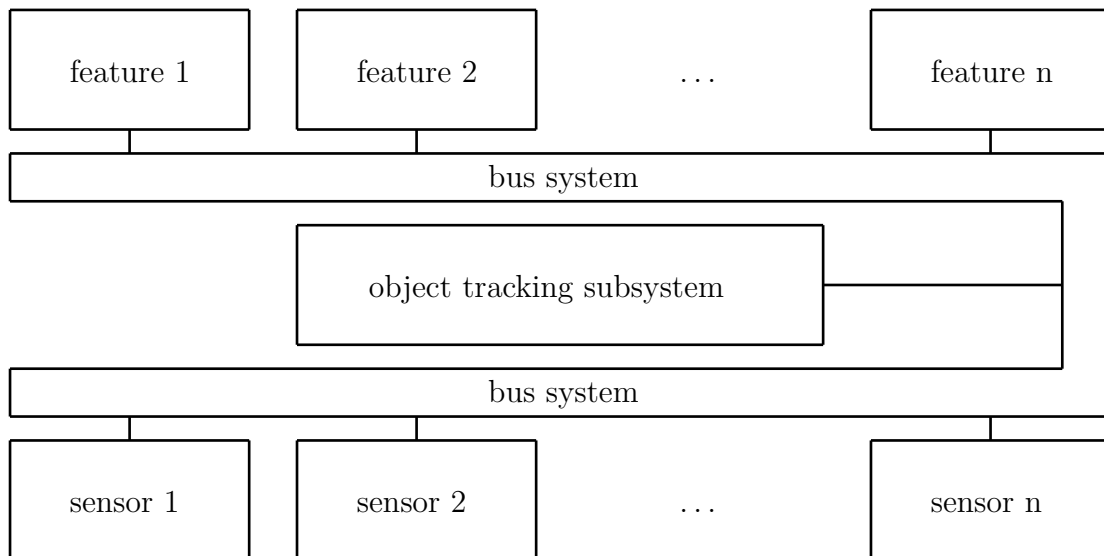 feature 1 feature 2 . . . feature n
bus system
object tracking subsystem
bus system
sensor 1 sensor 2 . . . sensor n